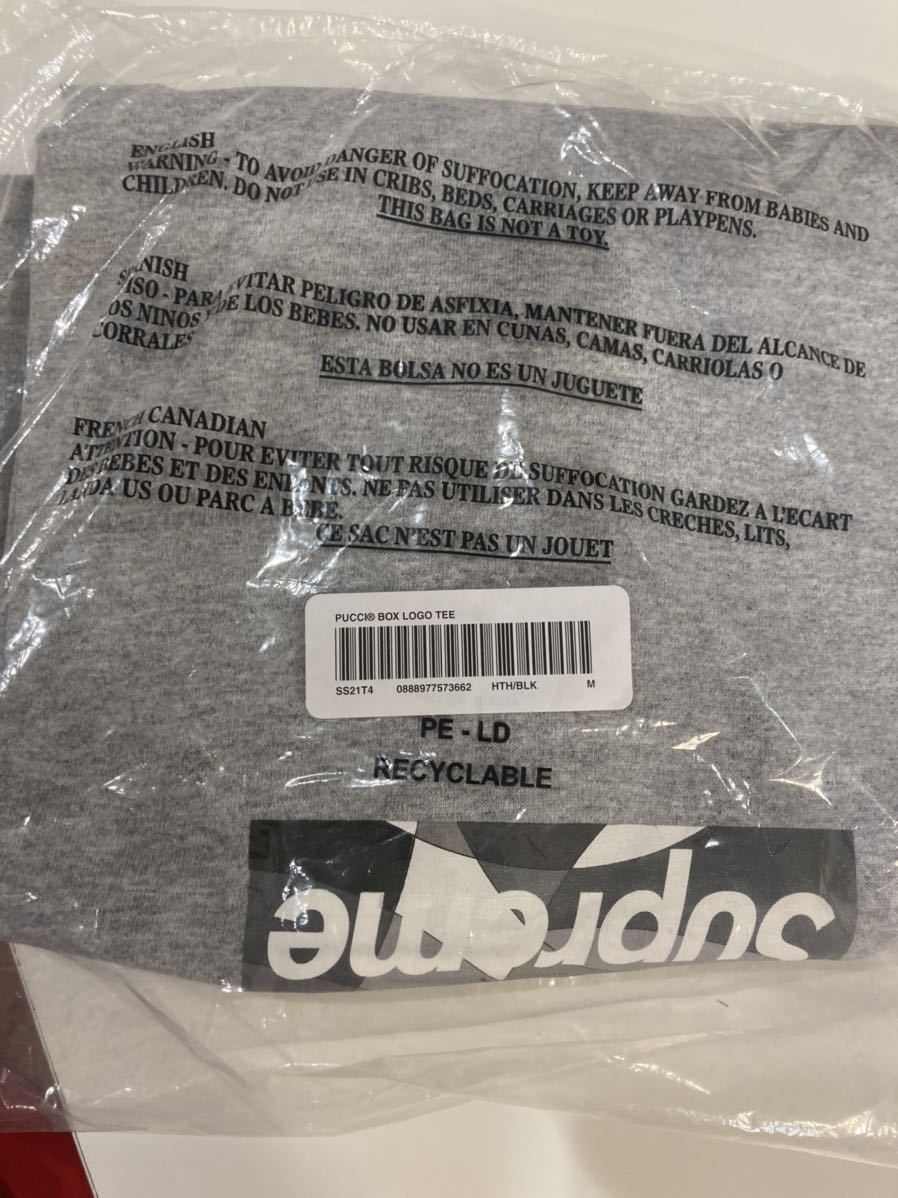 ENGLISH
WARNING - TO AVOID DANGER OF SUFFOCATION, KEEP AWAY FROM BABIES AND
CHILDREN. DO NOT USE IN CRIBS, BEDS, CARRIAGES OR PLAYPENS.
THIS BAG IS NOT A TOY.
NISH
ISO - PARA EVITAR PELIGRO DE ASFIXIA, MANTENER FUERA DEL ALCANCE DE
OS NINOS Y DE LOS BEBES. NO USAR EN CUNAS, CAMAS, CARRIOLAS O
CORRALES
ESTA BOLSA NO ES UN JUGUETE
FRENCH CANADIAN
ATTENTION - POUR EVITER TOUT RISQUE DE SUFFOCATION GARDEZ A L'ECART
DES BEBES ET DES ENFANTS. NE PAS UTILISER DANS LES CRECHES, LITS,
LANDA US OU PARC A BEBE.
CE SAC N'EST PAS UN JOUET
PUCCI® BOX LOGO TEE
SS21T4 0888977573662 HTH/BLK M
PE - LD
RECYCLABLE
Supreme